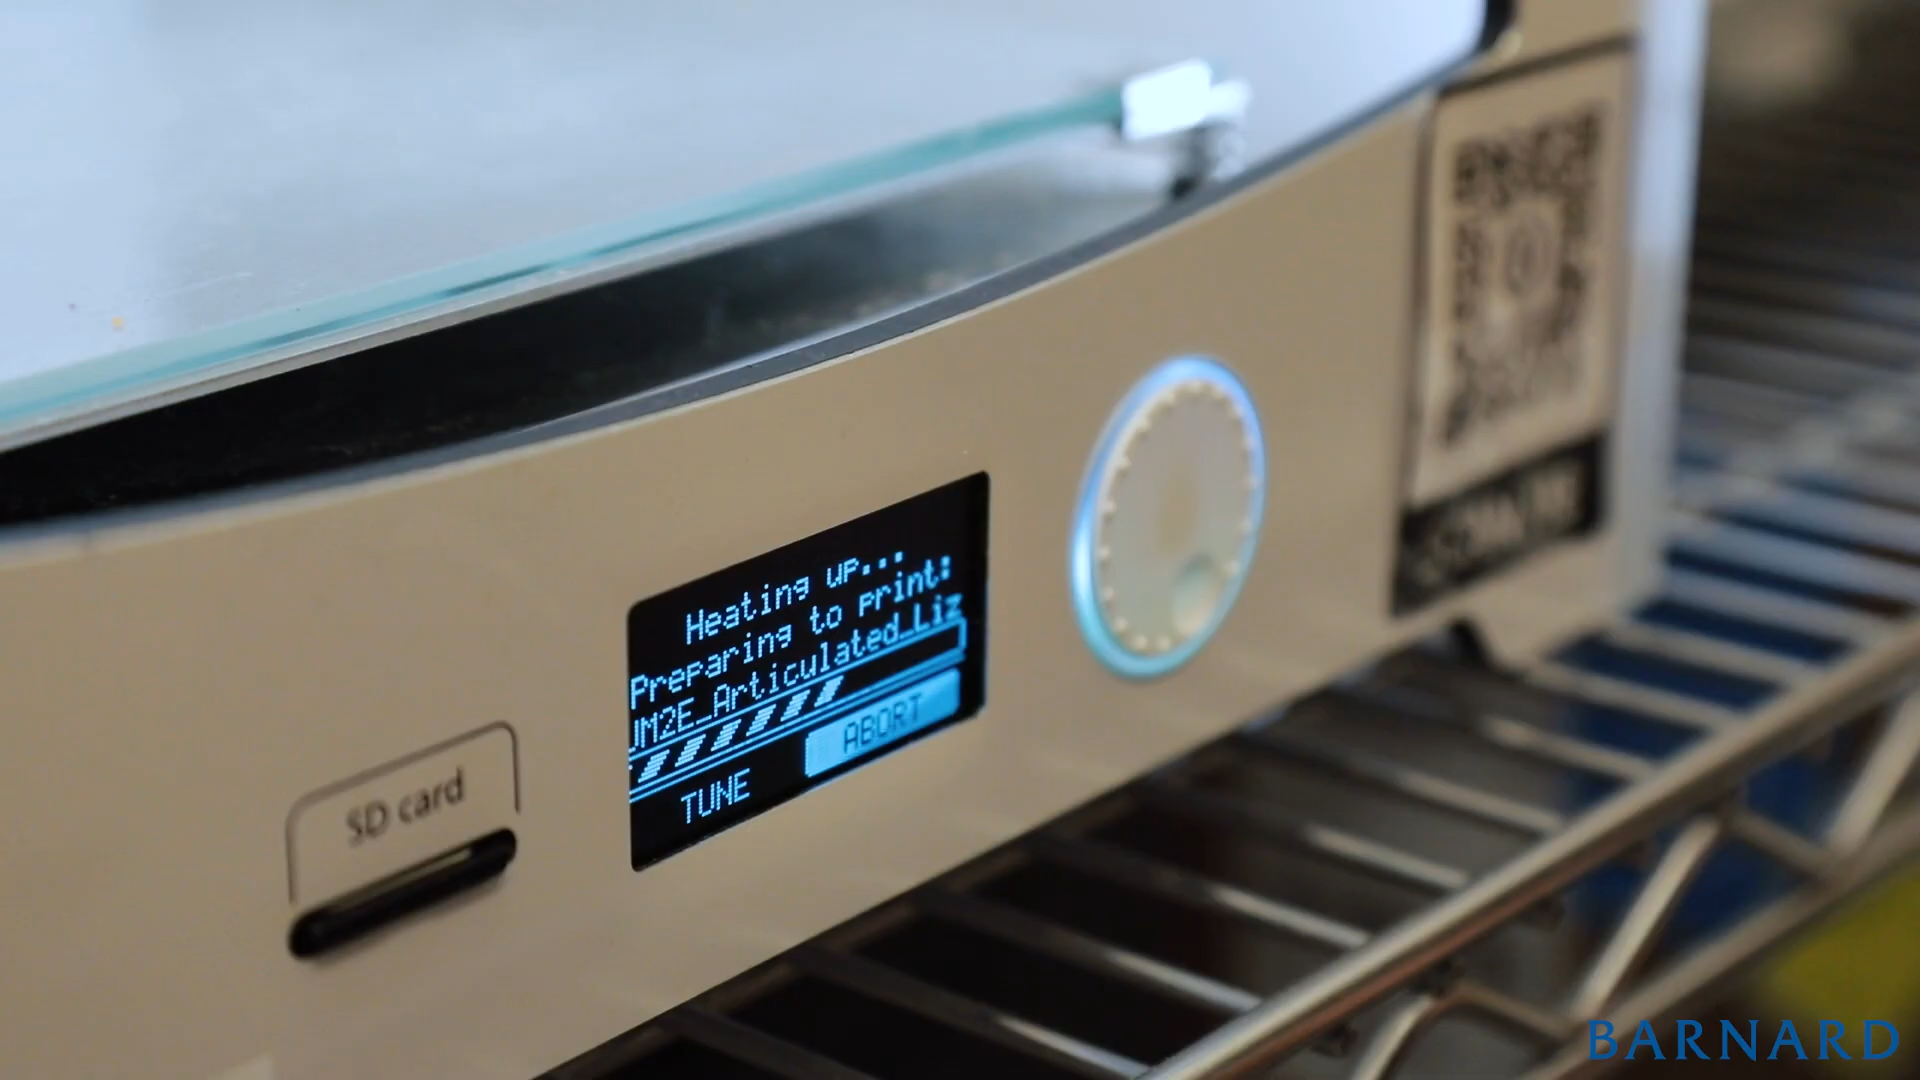 Heating up...
Preparing to print:
UM2E_Articulated_Liz
TUNE
ABORT
SD card
BARNARD